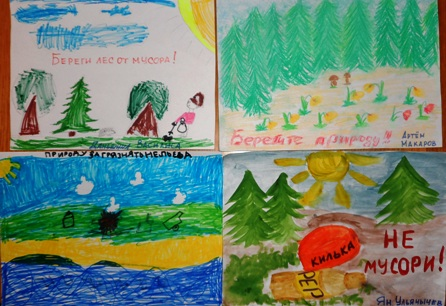 БЕРЕГИ ЛЕС ОТ МУСОРА!
Берегите природу!
АРТЁМ
МАКАРОВ
ПРИРОДУ ЗАГРЯЗНЯТЬ НЕЛЬЗЯ
КИЛЬКА
НЕ
МУСОРИ!